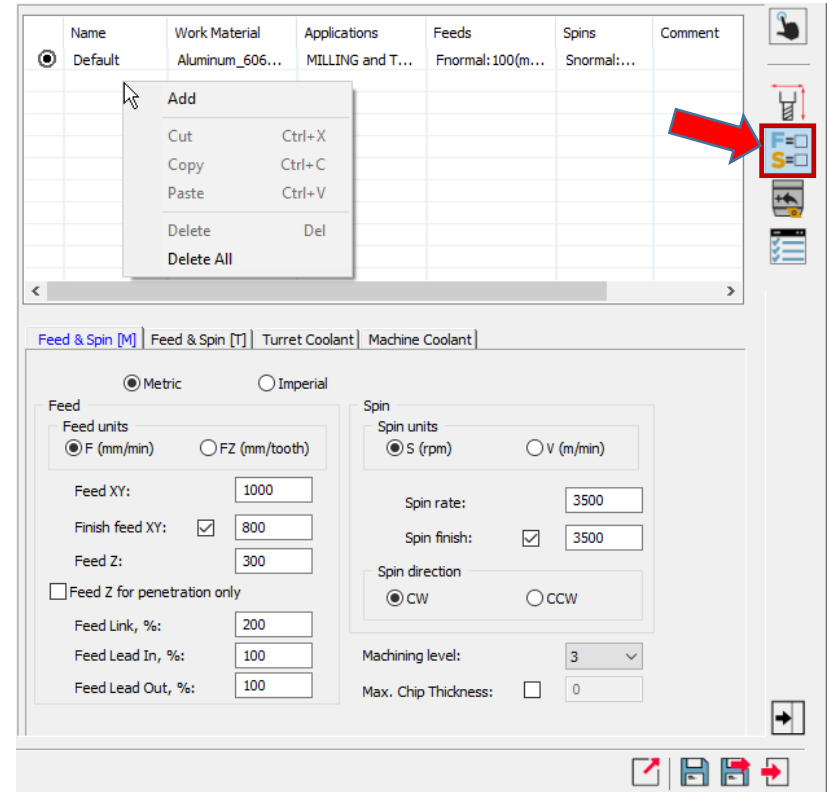 Name Work Material Applications Feeds Spins Comment
Default Aluminum_606... MILLING and T... Fnormal:100(m... Snormal:...
Add
Cut Ctrl+X
Copy Ctrl+C
Paste Ctrl+V
Delete Del
Delete All
F=
S=
< >
Feed & Spin [M] Feed & Spin [T] Turret Coolant Machine Coolant
Metric Imperial
Feed Spin
Feed units Spin units
F (mm/min) FZ (mm/tooth) S (rpm) V (m/min)
Feed XY: 1000 Spin rate: 3500
Finish feed XY: 800 Spin finish: 3500
Feed Z: 300 Spin direction
Feed Z for penetration only CW CCW
Feed Link, %: 200
Feed Lead In, %: 100 Machining level: 3
Feed Lead Out, %: 100 Max. Chip Thickness: 0